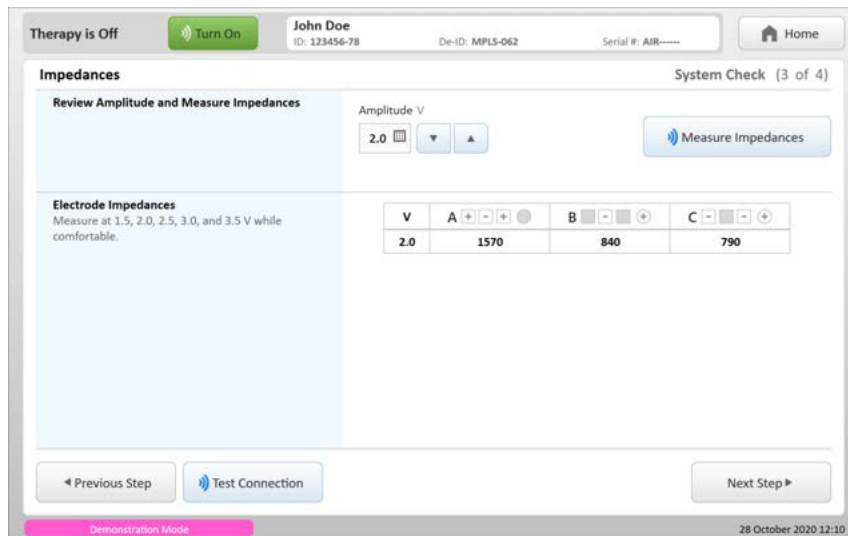 Therapy is Off
Turn On
John Doe
ID: 123456-78 De-ID: MPLS-062 Serial #: AIR------
Home
Impedances
System Check (3 of 4)
Review Amplitude and Measure Impedances
Amplitude V
2.0
Measure Impedances
Electrode Impedances
Measure at 1.5, 2.0, 2.5, 3.0, and 3.5 V while
comfortable.
V A + - + B - + C - - +
2.0 1570 840 790
Previous Step
Test Connection
Next Step
Demonstration Mode
28 October 2020 12:10